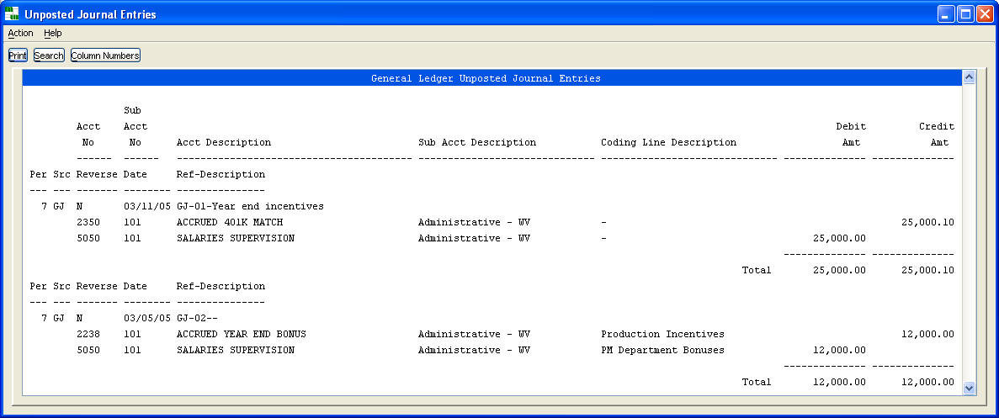 Unposted Journal Entries
Action Help
Print Search Column Numbers
General Ledger Unposted Journal Entries
Sub
Acct Acct Debit Credit
No No Acct Description Sub Acct Description Coding Line Description Amt Amt
------ ------ ---------------------------------------- ------------------------------ ------------------------------ -------------- --------------
Per Src Reverse Date Ref-Description
--- --- ------- -------- ---------------
7 GJ N 03/11/05 GJ-01-Year end incentives
2350 101 ACCRUED 401K MATCH Administrative - WV - 25,000.10
5050 101 SALARIES SUPERVISION Administrative - WV - 25,000.00
-------------- --------------
Total 25,000.00 25,000.10
Per Src Reverse Date Ref-Description
--- --- ------- -------- ---------------
7 GJ N 03/05/05 GJ-02--
2238 101 ACCRUED YEAR END BONUS Administrative - WV Production Incentives 12,000.00
5050 101 SALARIES SUPERVISION Administrative - WV PM Department Bonuses 12,000.00
-------------- --------------
Total 12,000.00 12,000.00